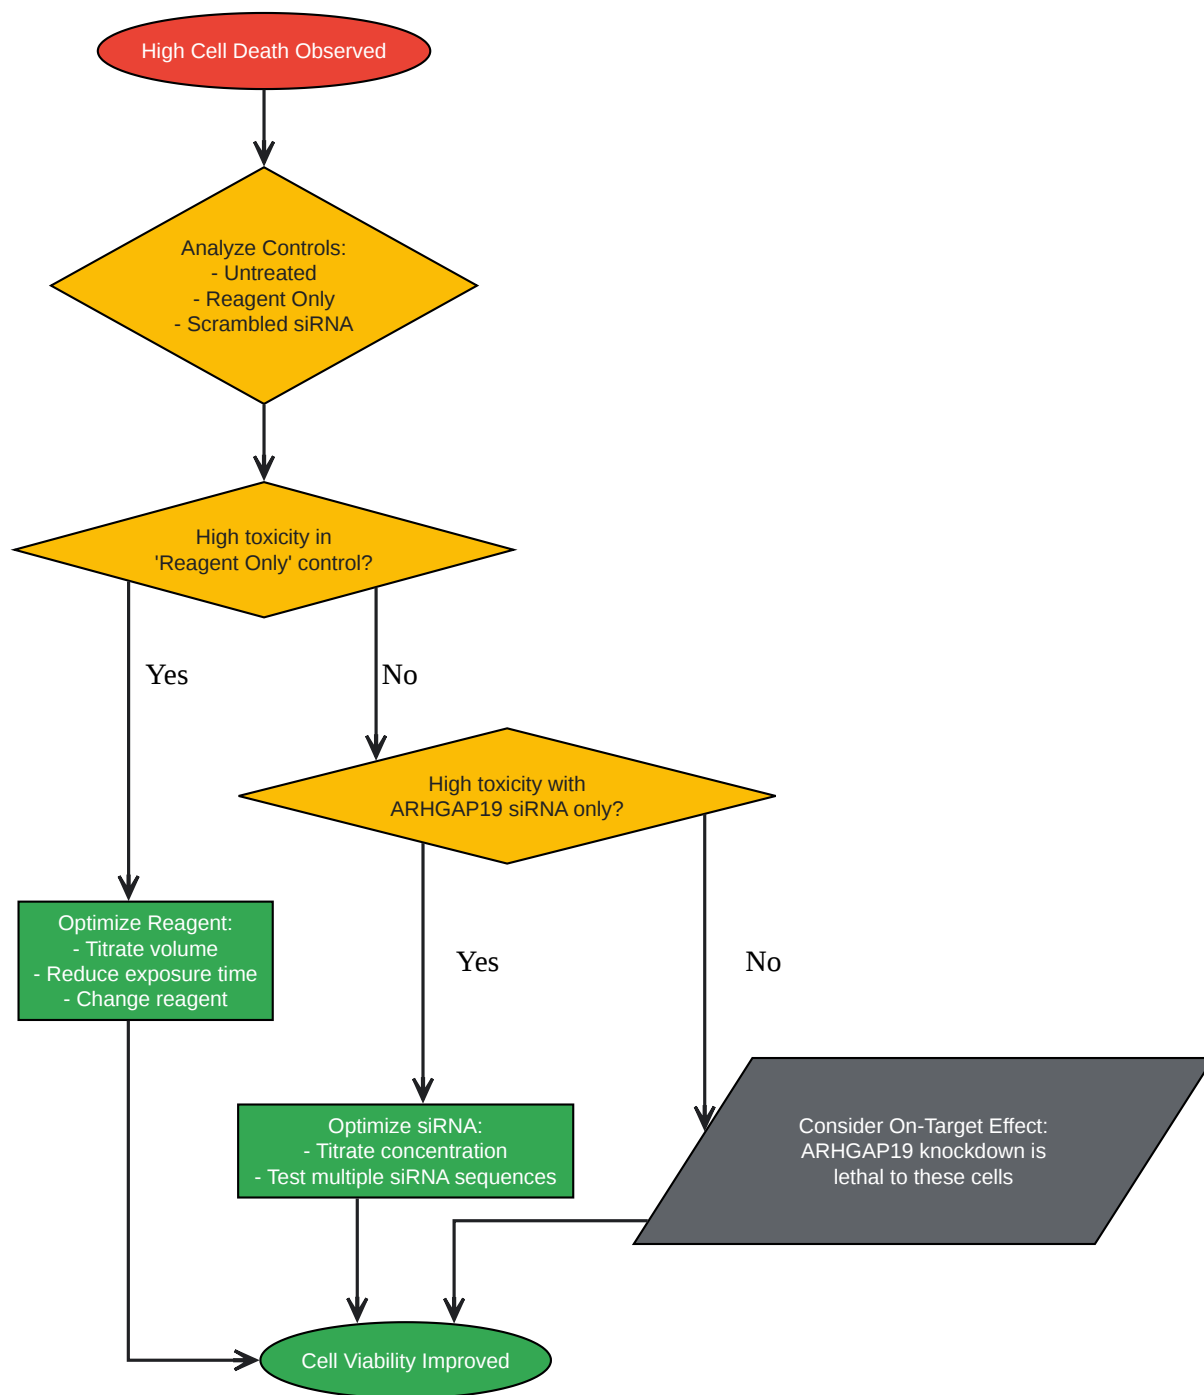 High Cell Death Observed
Analyze Controls:
- Untreated
- Reagent Only
- Scrambled siRNA
High toxicity in
'Reagent Only' control?
Yes
No
High toxicity with
ARHGAP19 siRNA only?
Optimize Reagent:
- Titrate volume
- Reduce exposure time
- Change reagent
Yes
No
Optimize siRNA:
- Titrate concentration
- Test multiple siRNA sequences
Consider On-Target Effect:
ARHGAP19 knockdown is
lethal to these cells
Cell Viability Improved